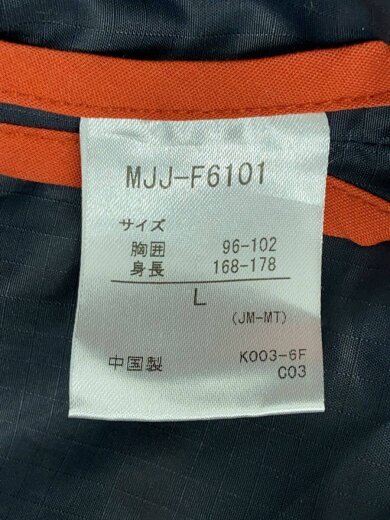 MJJ-F6101
サイズ
胸囲 96-102
身長 168-178
L
(JM-MT)
中国製 K003-6F
C03